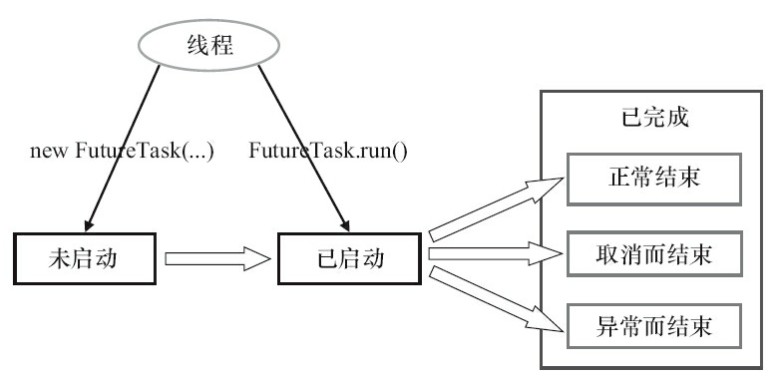 线程
已完成
new FutureTask(...)
FutureTask.run()
正常结束
未启动
已启动
取消而结束
异常而结束